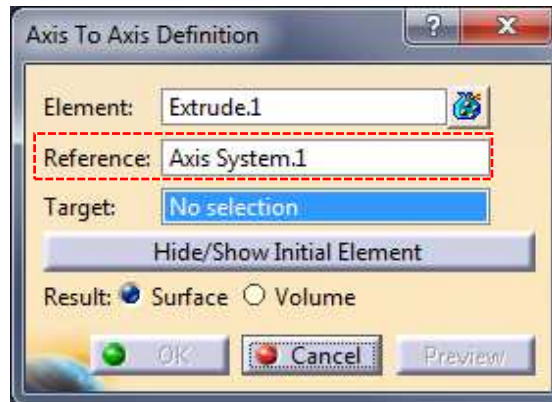 Axis To Axis Definition
?
X
Element: Extrude.1
Reference: Axis System.1
Target: No selection
Hide/Show Initial Element
Result: Surface Volume
OK Cancel Preview